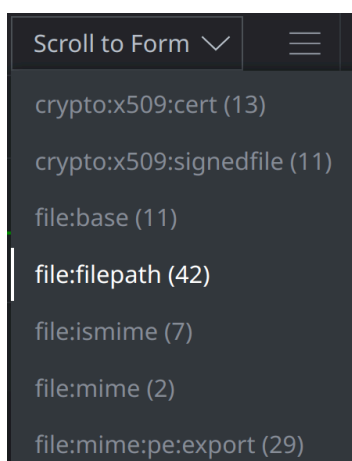 Scroll to Form
crypto:x509:cert (13)
crypto:x509:signedfile (11)
file:base (11)
file:filepath (42)
file:ismime (7)
file:mime (2)
file:mime:pe:export (29)